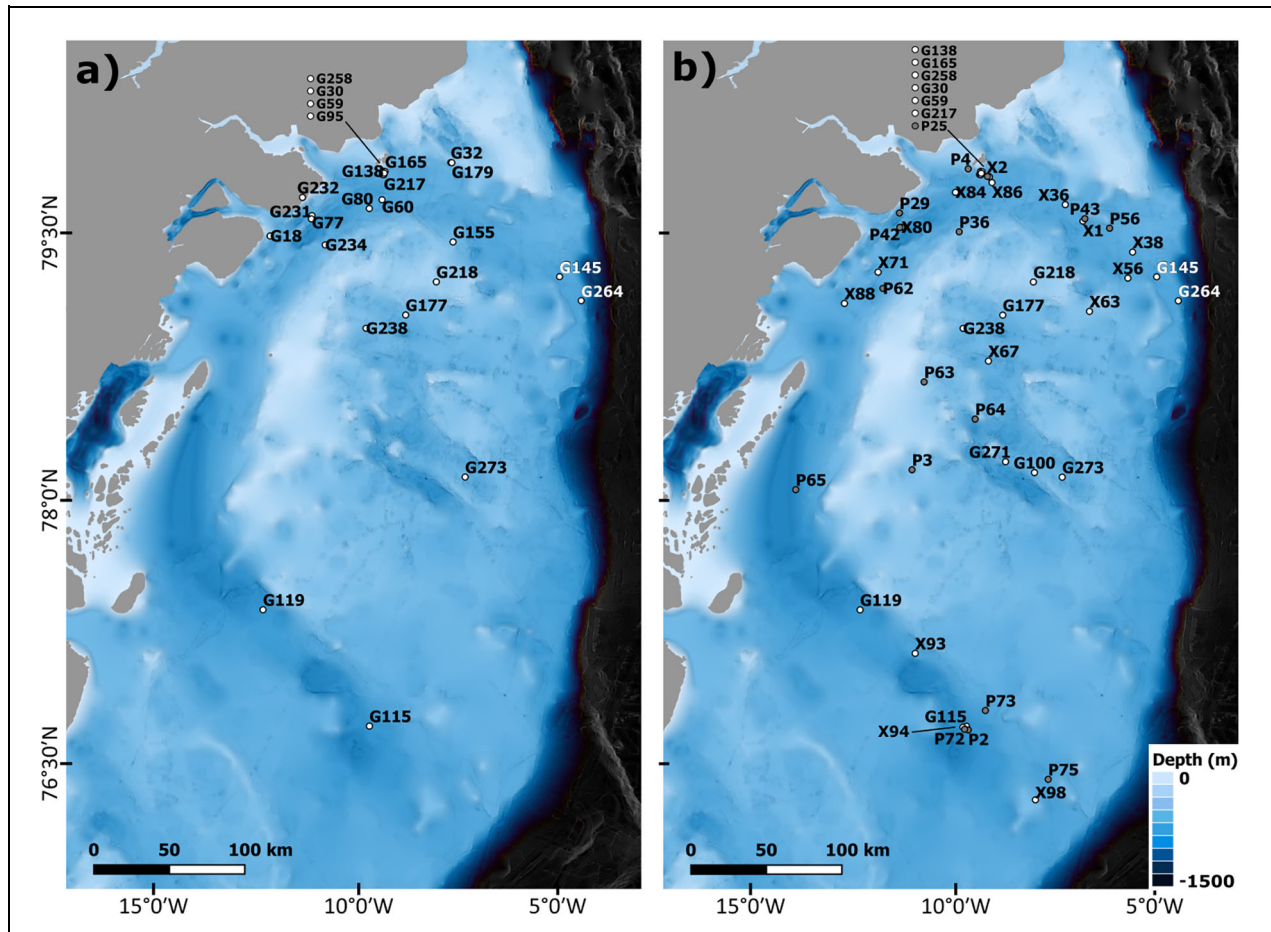 a)
G258
G30
G59
G95
G165
G138
G217
G32
G179
G232
G80
G60
G231
G77
G18
G234
G155
G218
G145
G264
G177
G238
G273
G119
G115
0 50 100 km
79°30'N
78°0'N
76°30'N
15°0'W 10°0'W 5°0'W
b)
G138
G165
G258
G30
G59
G217
P25
P4
X2
X84
X86
X36
P29
P43
P56
P42
X80
P36
X1
X38
X71
P62
X56
G145
X88
G218
G264
G177
X63
G238
X67
P63
P64
G271
G100
G273
P3
P65
G119
X93
P73
G115
X94
P72
P2
P75
X98
Depth (m)
0
-1500
0 50 100 km
15°0'W 10°0'W 5°0'W